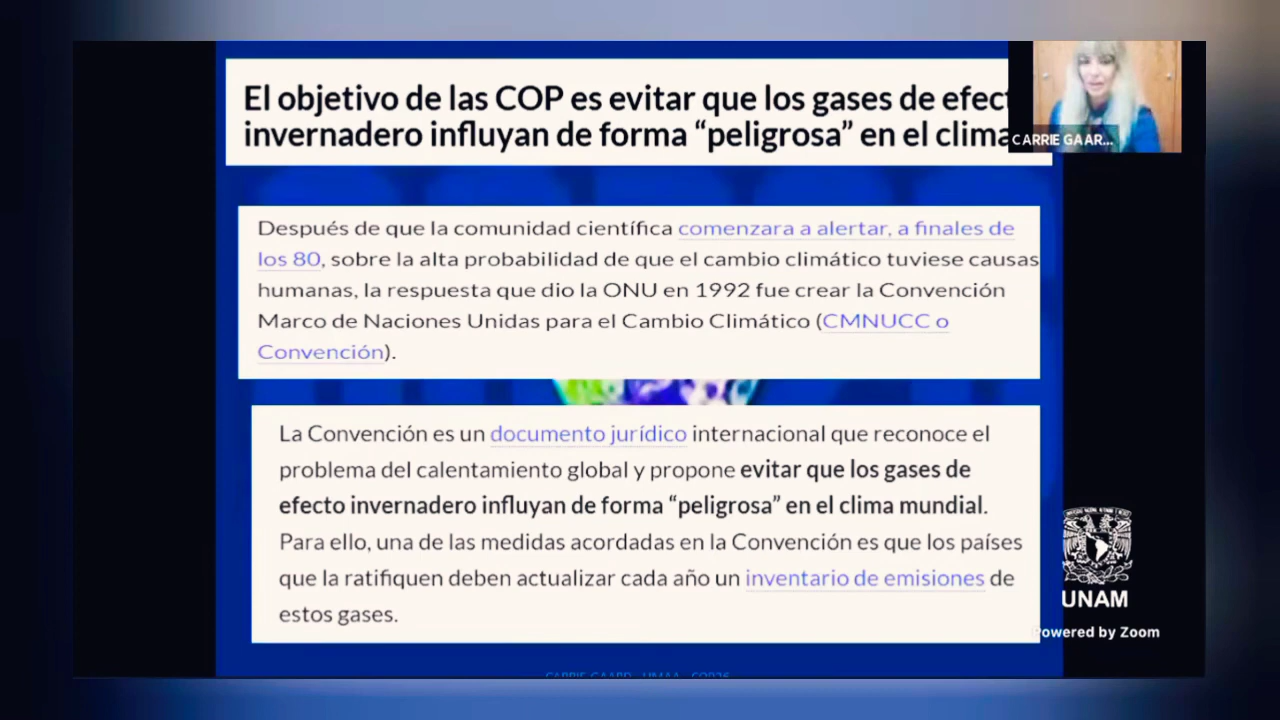 El objetivo de las COP es evitar que los gases de efect
invernadero influyan de forma “peligrosa” en el clima
CARRIE GAAR...
Después de que la comunidad científica comenzara a alertar, a finales de
los 80, sobre la alta probabilidad de que el cambio climático tuviese causas
humanas, la respuesta que dio la ONU en 1992 fue crear la Convención
Marco de Naciones Unidas para el Cambio Climático (CMNUCC o
Convención).
La Convención es un documento jurídico internacional que reconoce el
problema del calentamiento global y propone evitar que los gases de
efecto invernadero influyan de forma “peligrosa” en el clima mundial.
Para ello, una de las medidas acordadas en la Convención es que los países
que la ratifiquen deben actualizar cada año un inventario de emisiones de
estos gases.
UNAM
Powered by Zoom
CARRIE GAARD - UMAA - COP26